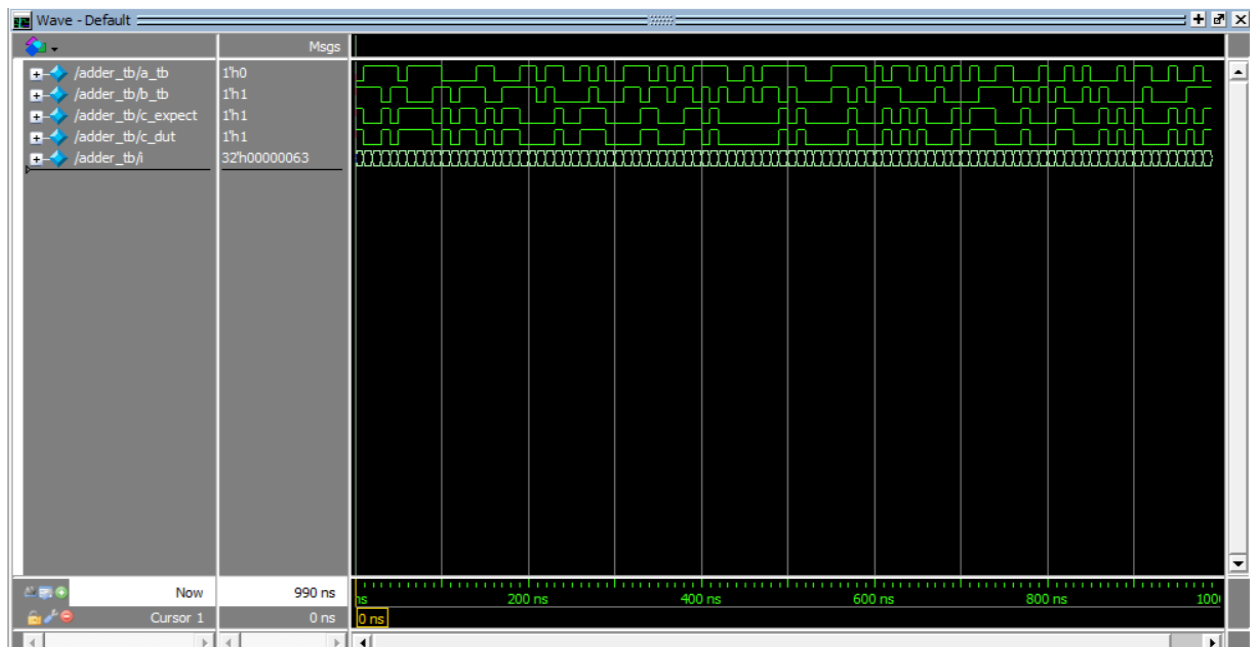 Wave - Default
Msgs
/adder_tb/a_tb 1'h0
/adder_tb/b_tb 1'h1
/adder_tb/c_expect 1'h1
/adder_tb/c_dut 1'h1
/adder_tb/i 32'h00000063
Now 990 ns ns 200 ns 400 ns 600 ns 800 ns 100
Cursor 1 0 ns 0 ns